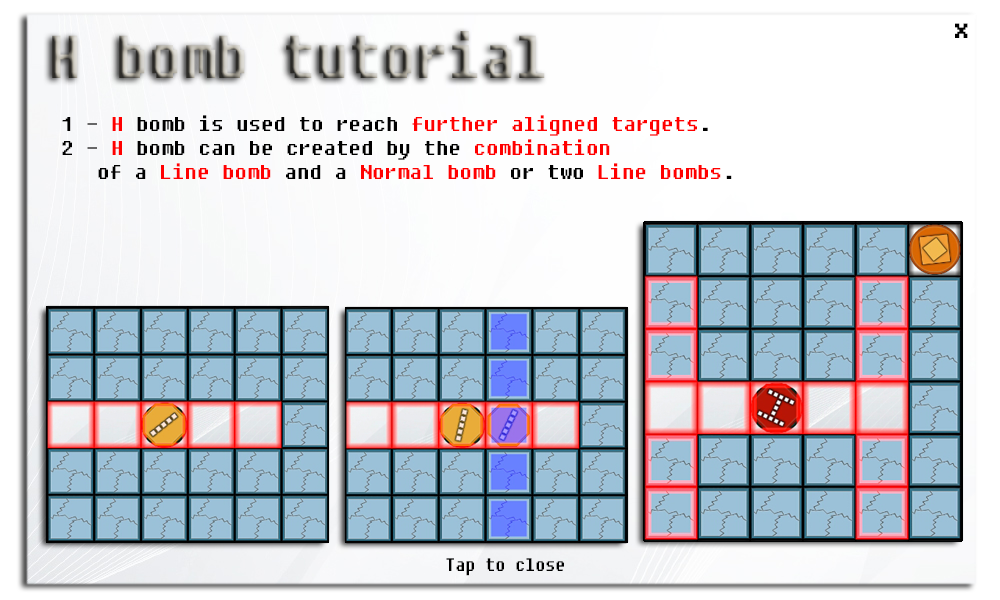 H bomb tutorial
X
1 - H bomb is used to reach further aligned targets.
2 - H bomb can be created by the combination
of a Line bomb and a Normal bomb or two Line bombs.
Tap to close